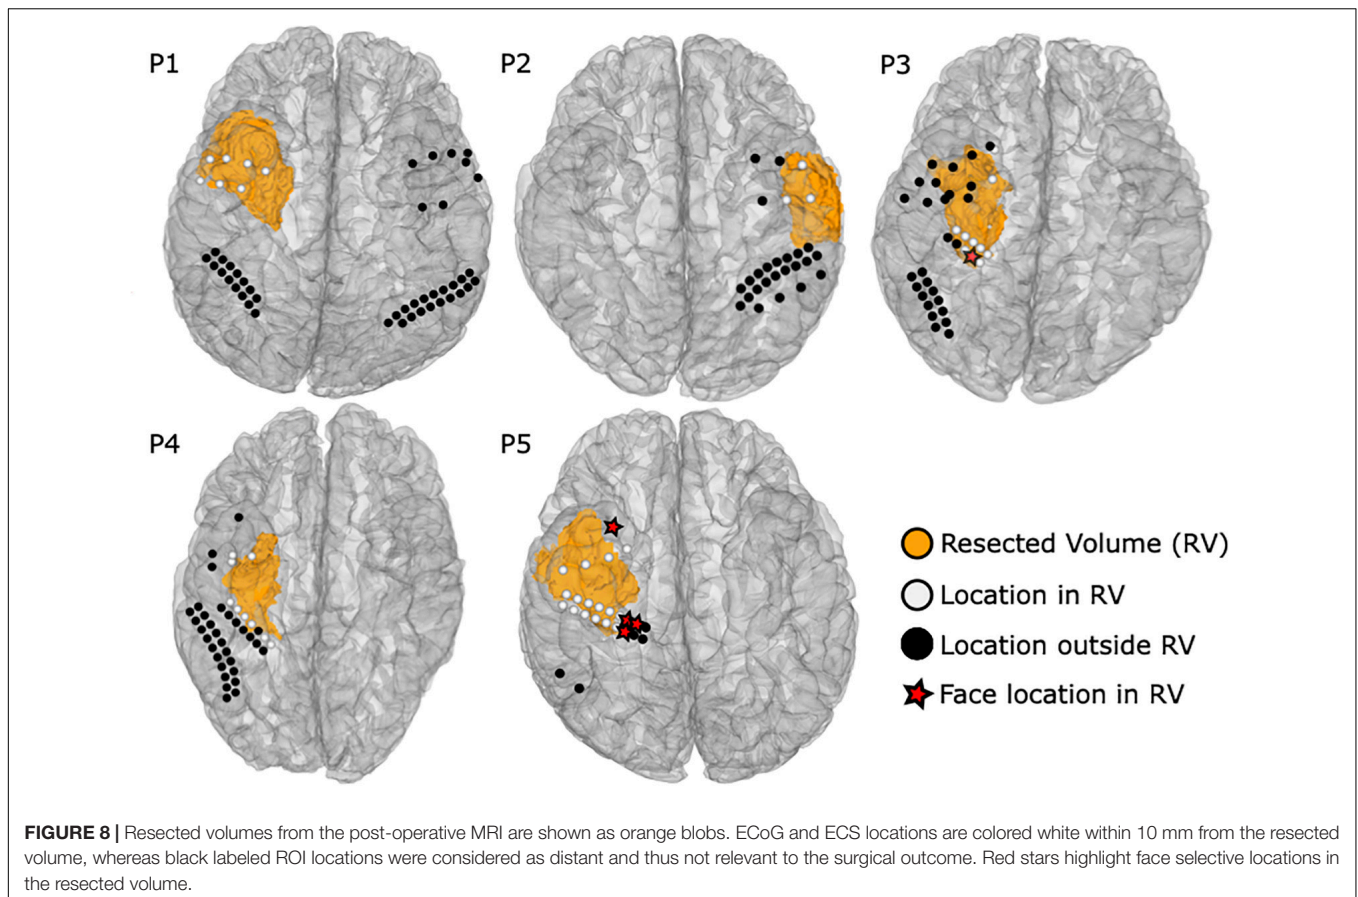 P1
P2
P3
P4
P5
Resected Volume (RV)
Location in RV
Location outside RV
Face location in RV
FIGURE 8 | Resected volumes from the post-operative MRI are shown as orange blobs. ECoG and ECS locations are colored white within 10 mm from the resected
volume, whereas black labeled ROI locations were considered as distant and thus not relevant to the surgical outcome. Red stars highlight face selective locations in
the resected volume.